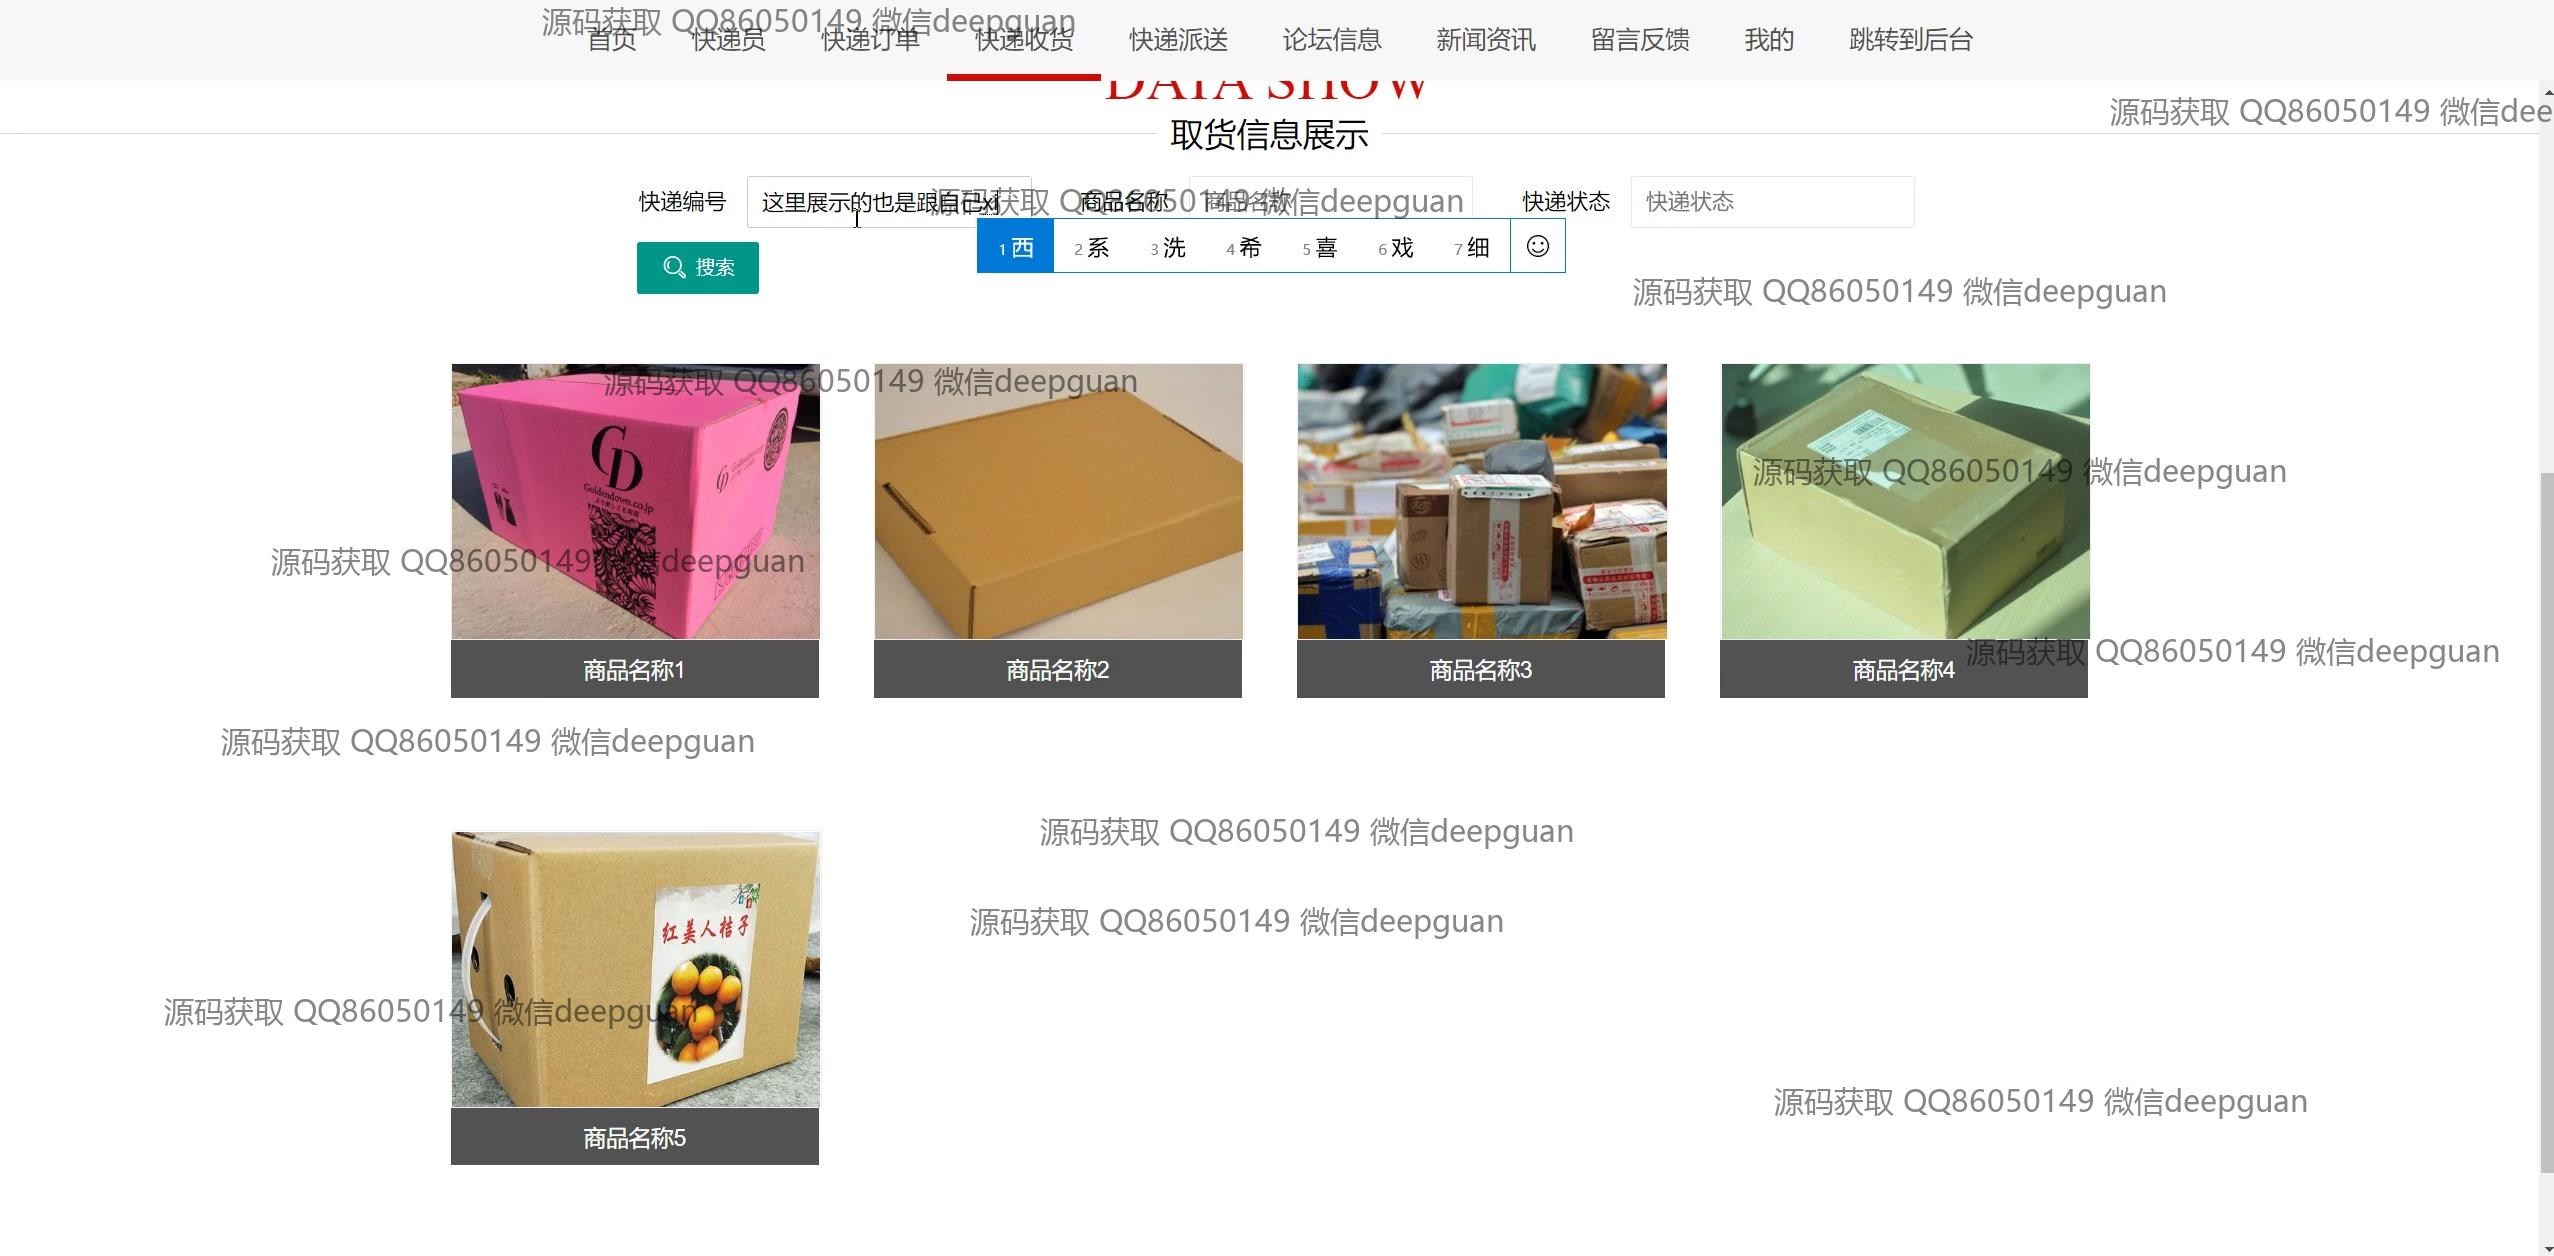 源码获取 QQ86050149 微信deepguan
首页 快递员 快递订单 快递收货 快递派送 论坛信息 新闻资讯 留言反馈 我的 跳转到后台
DATA SHOW
源码获取 QQ86050149 微信dee
取货信息展示
快递编号 这里展示的也是跟自己xi 商品名称 商品名称 快递状态 快递状态
源码获取 QQ86050149 微信deepguan
1 西 2 系 3 洗 4 希 5 喜 6 戏 7 细
搜索
源码获取 QQ86050149 微信deepguan
源码获取 QQ86050149 微信deepguan
CD
Goldendown.co.jp
源码获取 QQ86050149 微信deepguan
源码获取 QQ86050149 微信deepguan
源码获取 QQ86050149 微信deepguan
商品名称1 商品名称2 商品名称3 商品名称4
源码获取 QQ86050149 微信deepguan
源码获取 QQ86050149 微信deepguan
源码获取 QQ86050149 微信deepguan
红美人桔子
源码获取 QQ86050149 微信deepguan
源码获取 QQ86050149 微信deepguan
商品名称5